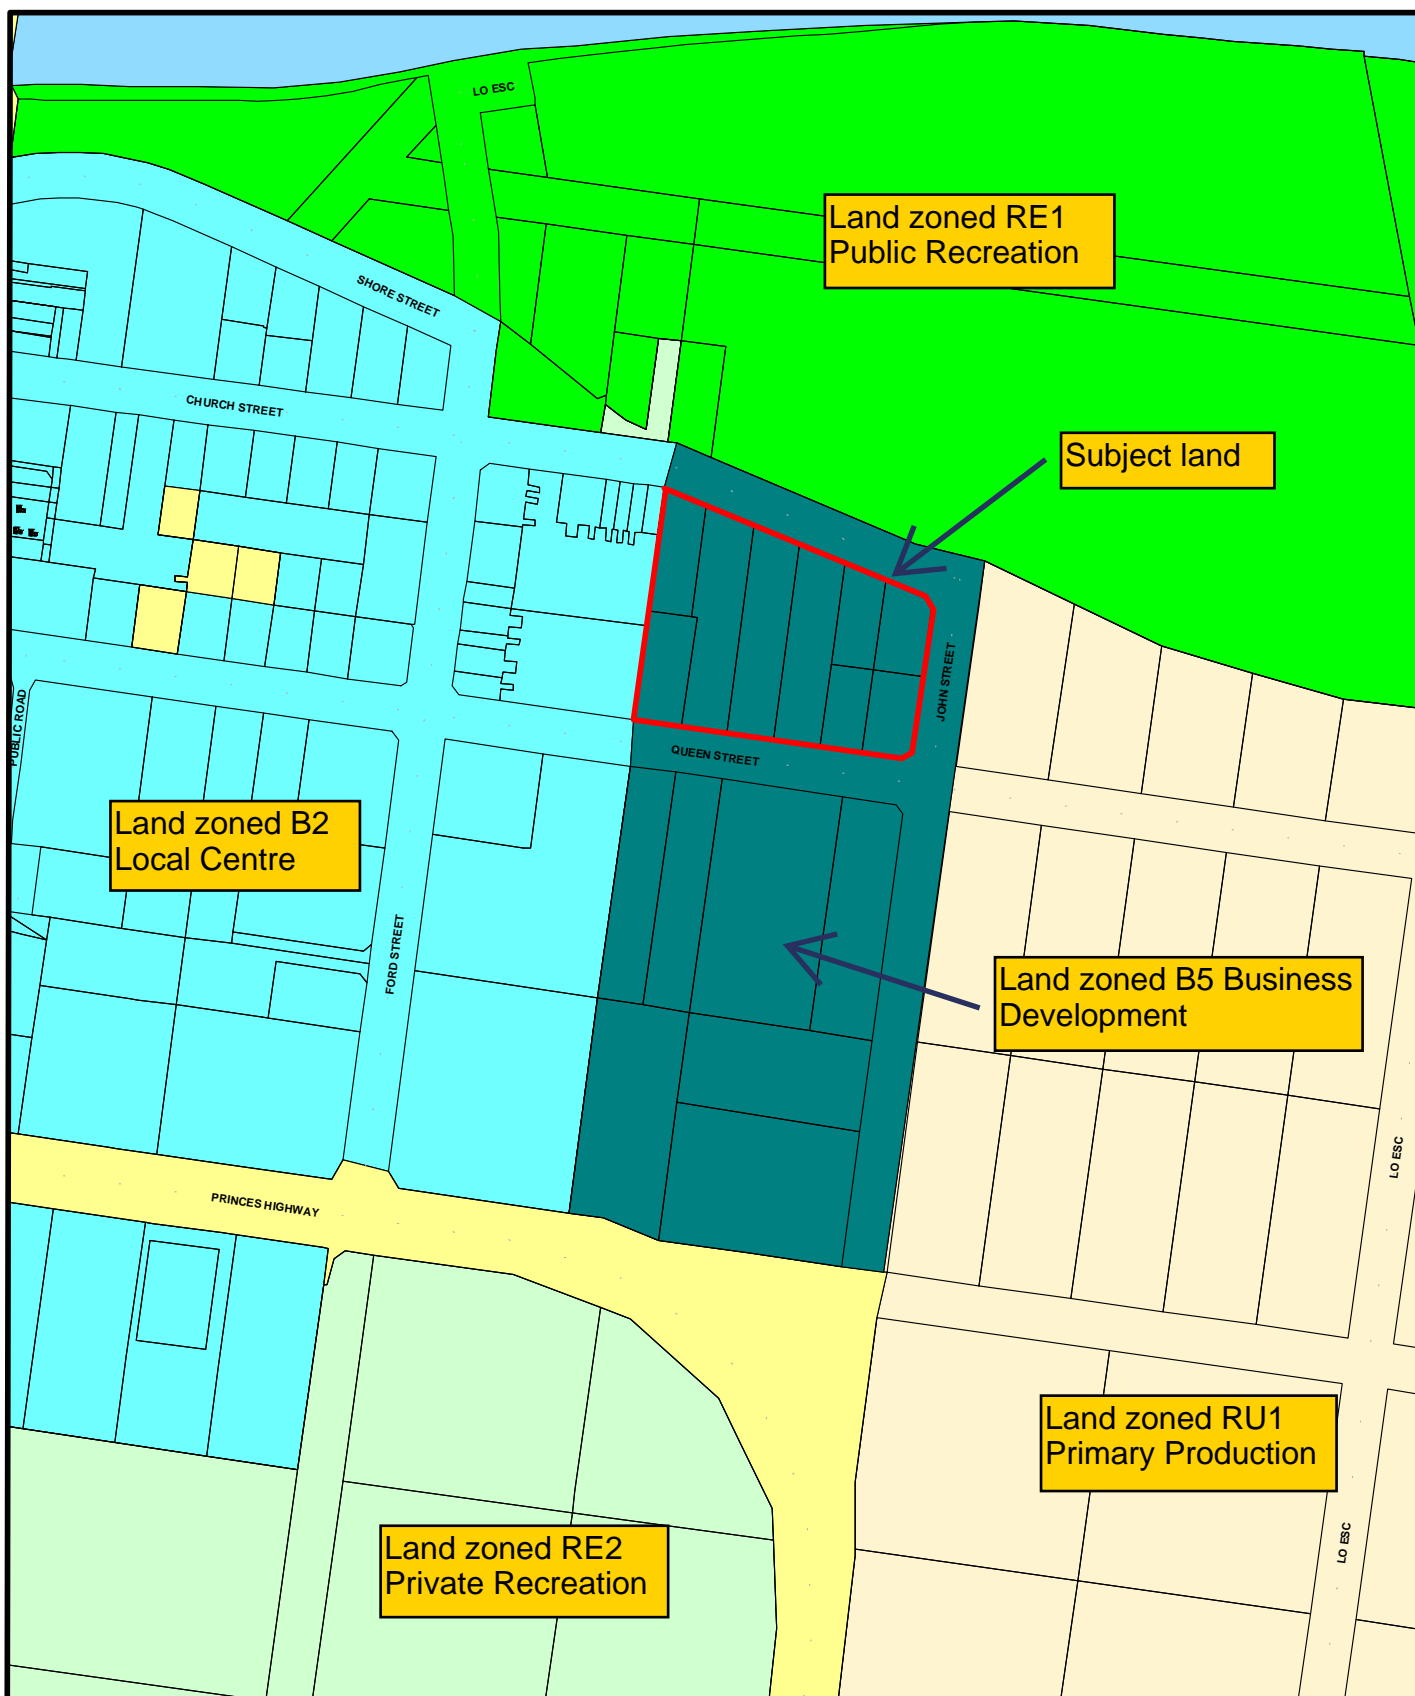 LO ESC
Land zoned RE1
Public Recreation
SHORE STREET
CHURCH STREET
Subject land
JOHN STREET
PUBLIC ROAD
QUEEN STREET
Land zoned B2
Local Centre
FORD STREET
Land zoned B5 Business
Development
LO ESC
PRINCES HIGHWAY
Land zoned RU1
Primary Production
LO ESC
Land zoned RE2
Private Recreation